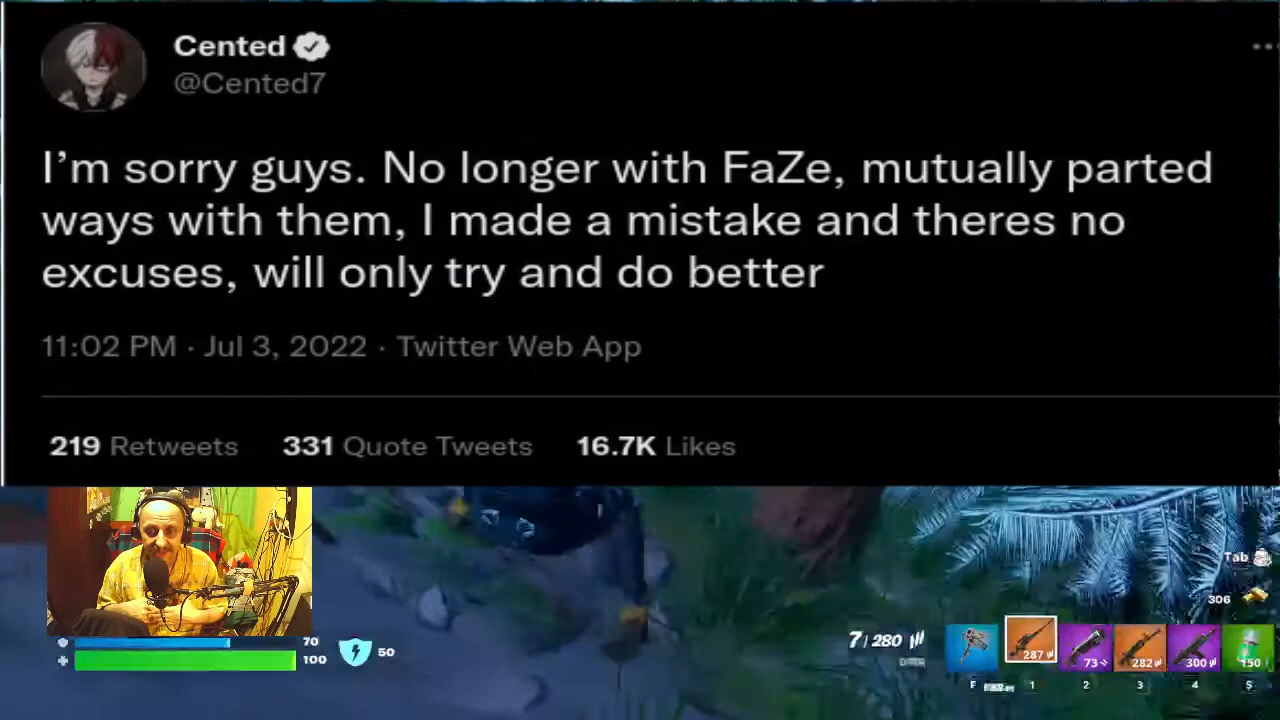 Cented
@Cented7
I’m sorry guys. No longer with FaZe, mutually parted
ways with them, I made a mistake and theres no
excuses, will only try and do better
11:02 PM · Jul 3, 2022 · Twitter Web App
219 Retweets 331 Quote Tweets 16.7K Likes
Tab
306
70
100
50
7 | 280
287 73 282 300 150
F 1 2 3 4 5